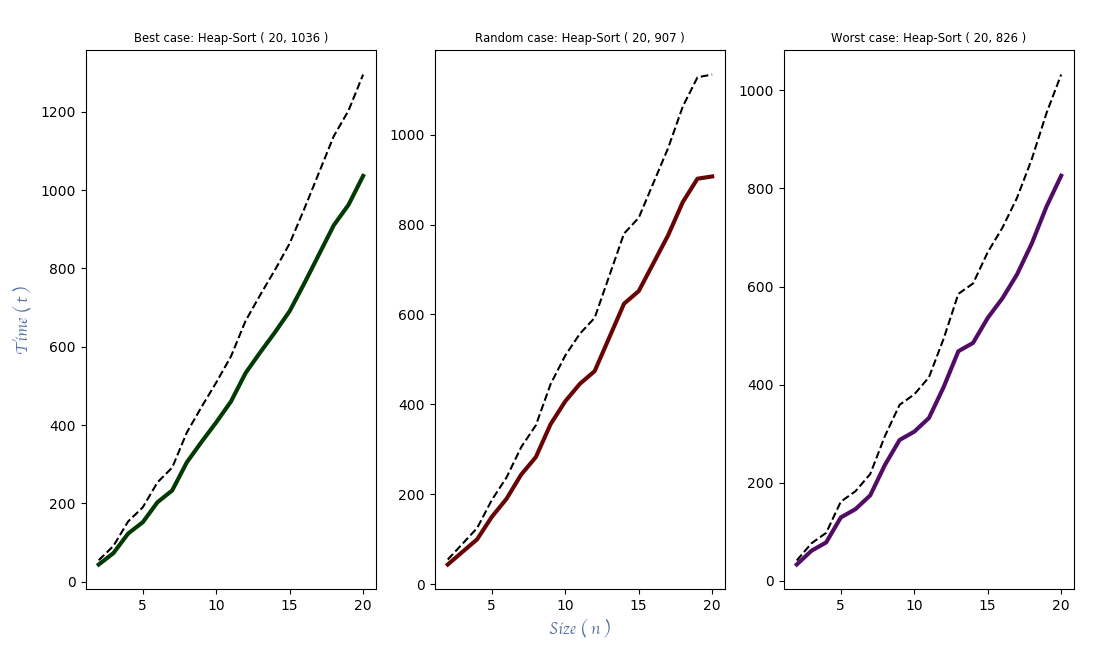 Best case: Heap-Sort ( 20, 1036 )
Random case: Heap-Sort ( 20, 907 )
Worst case: Heap-Sort ( 20, 826 )
Time ( t )
1200
1000
800
600
400
200
0
5 10 15 20
1000
800
600
400
200
0
5 10 15 20
1000
800
600
400
200
0
5 10 15 20
Size ( n )